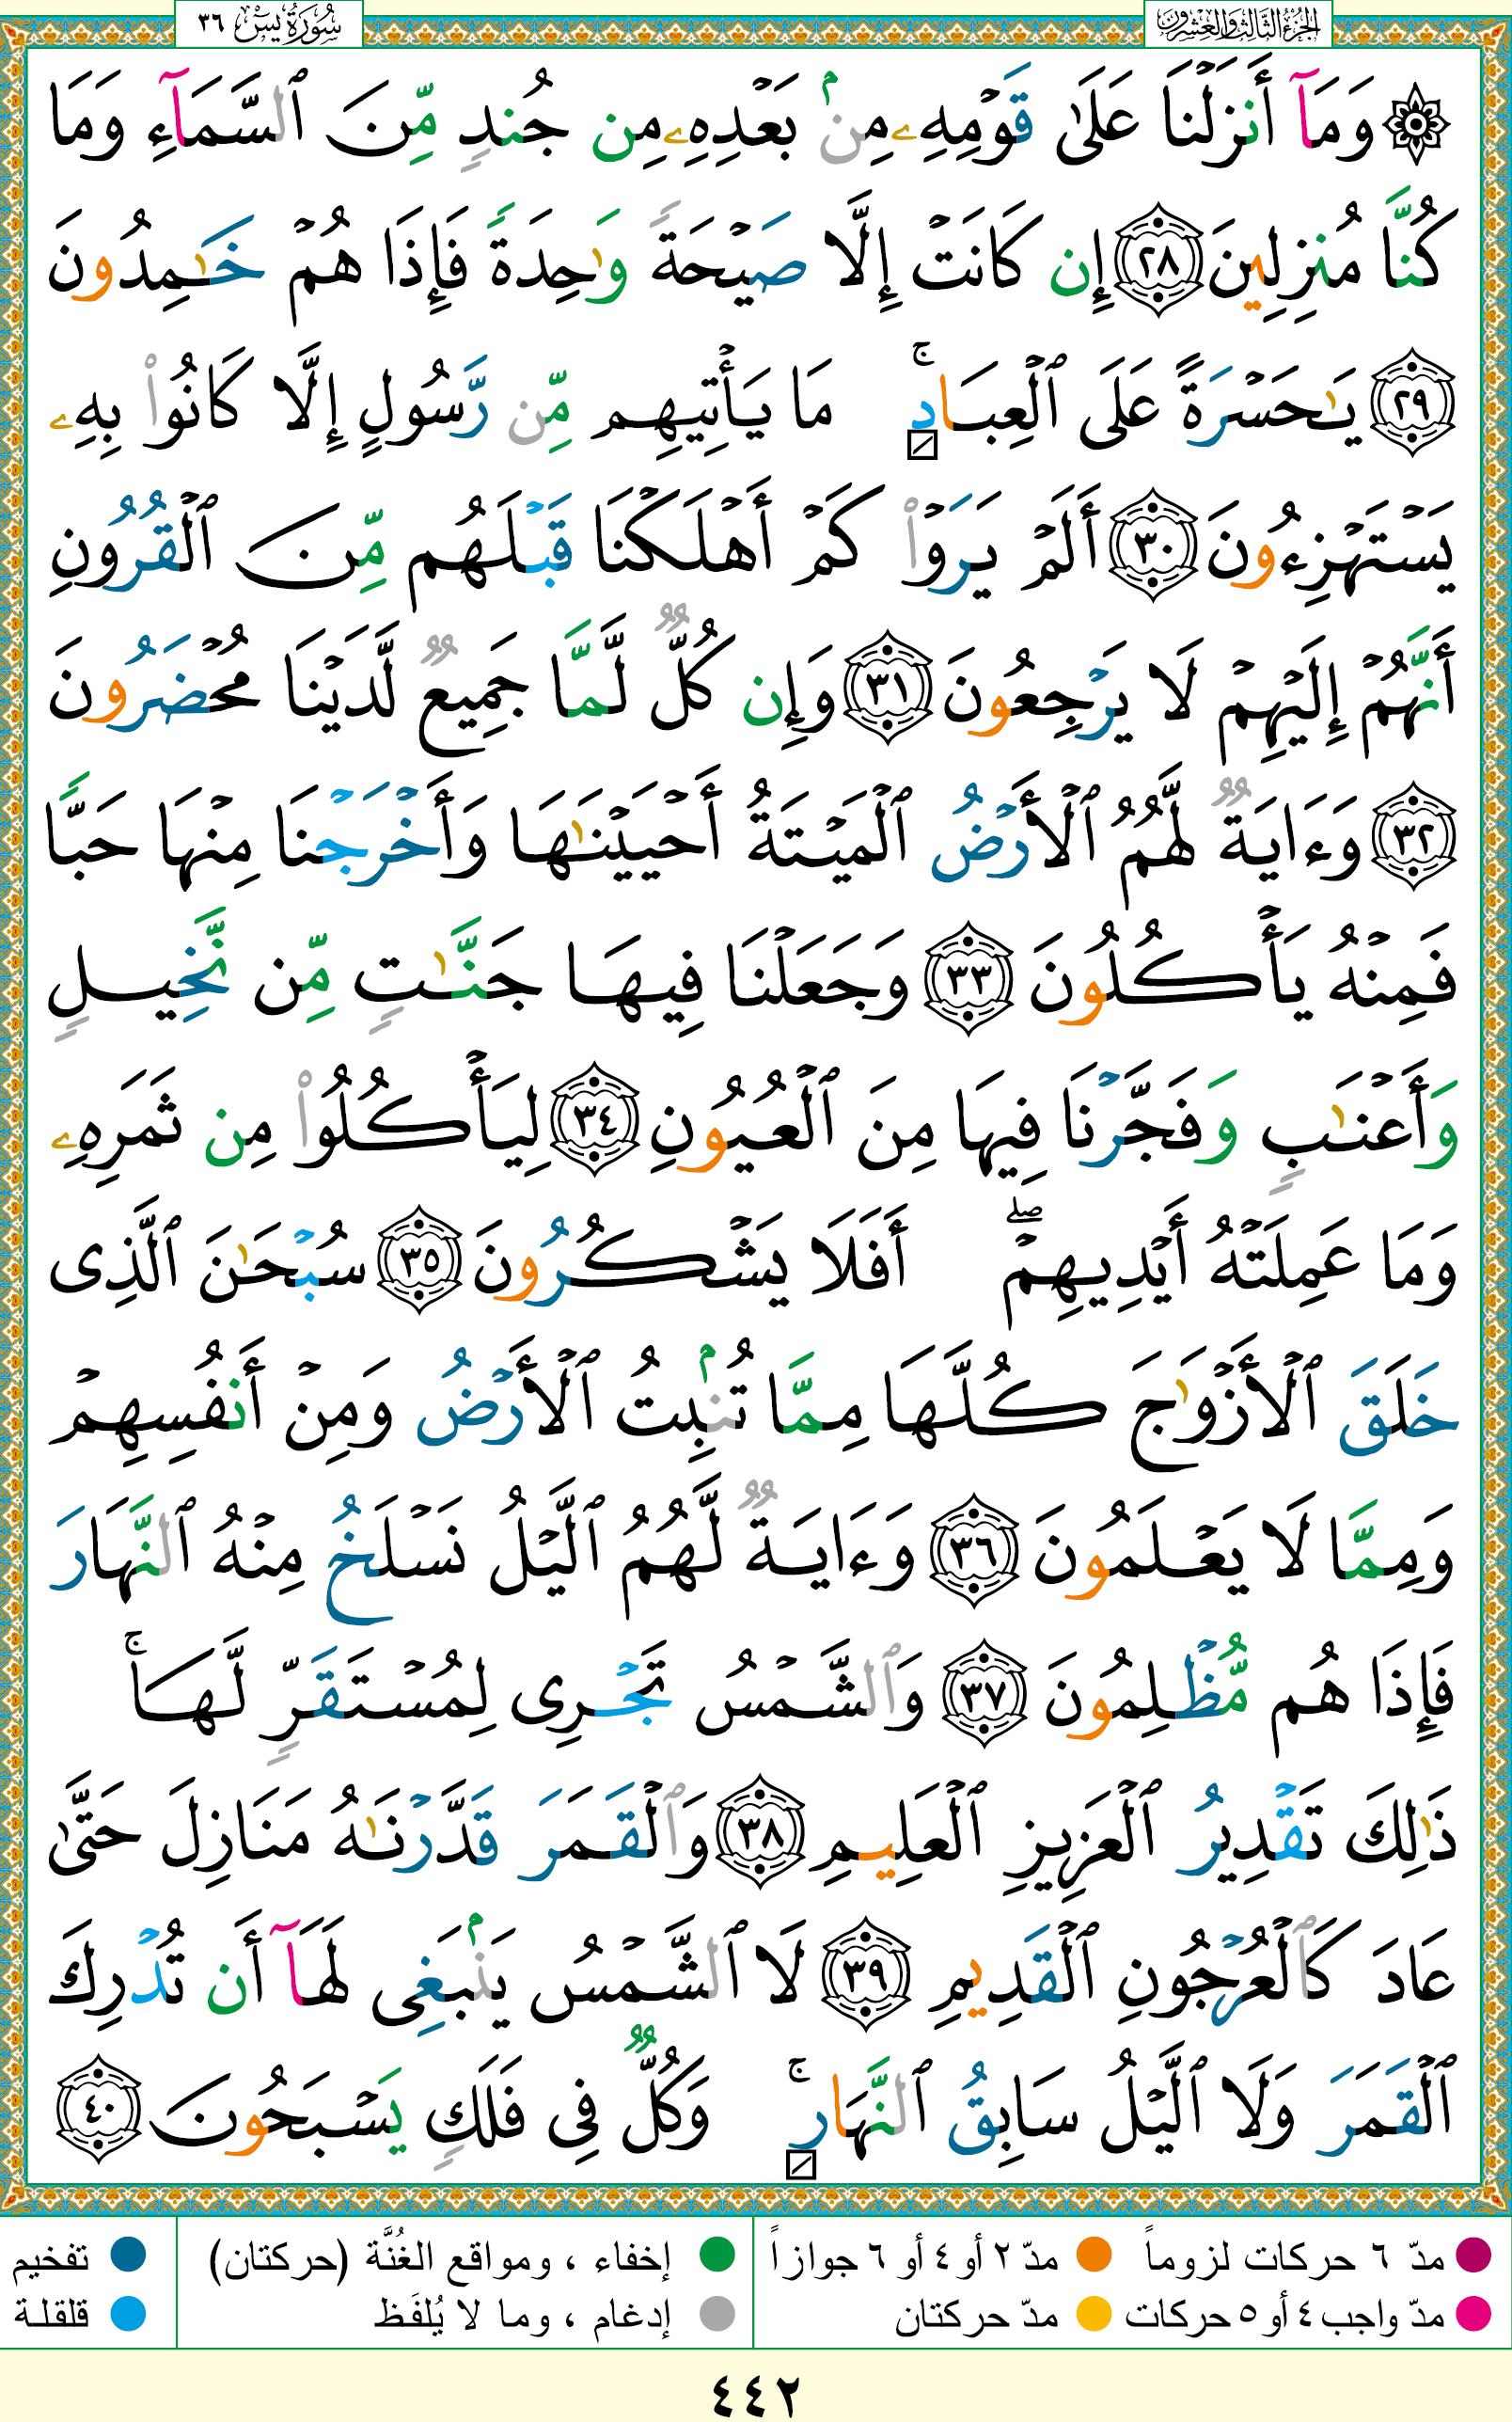 الجزء الثالث والعشرون
سورة يس ٣٦
۞ وَمَآ أَنزَلْنَا عَلَىٰ قَوْمِهِۦ مِنۢ بَعْدِهِۦ مِن جُندٍ مِّنَ ٱلسَّمَآءِ وَمَا
كُنَّا مُنزِلِينَ ٢٨ إِن كَانَتْ إِلَّا صَيْحَةً وَٰحِدَةً فَإِذَا هُمْ خَٰمِدُونَ
٢٩ يَٰحَسْرَةً عَلَى ٱلْعِبَادِ ۚ مَا يَأْتِيهِم مِّن رَّسُولٍ إِلَّا كَانُوا۟ بِهِۦ
يَسْتَهْزِءُونَ ٣٠ أَلَمْ يَرَوْا۟ كَمْ أَهْلَكْنَا قَبْلَهُم مِّنَ ٱلْقُرُونِ
أَنَّهُمْ إِلَيْهِمْ لَا يَرْجِعُونَ ٣١ وَإِن كُلٌّ لَّمَّا جَمِيعٌ لَّدَيْنَا مُحْضَرُونَ
٣٢ وَءَايَةٌ لَّهُمُ ٱلْأَرْضُ ٱلْمَيْتَةُ أَحْيَيْنَٰهَا وَأَخْرَجْنَا مِنْهَا حَبًّا
فَمِنْهُ يَأْكُلُونَ ٣٣ وَجَعَلْنَا فِيهَا جَنَّٰتٍ مِّن نَّخِيلٍ
وَأَعْنَٰبٍ وَفَجَّرْنَا فِيهَا مِنَ ٱلْعُيُونِ ٣٤ لِيَأْكُلُوا۟ مِن ثَمَرِهِۦ
وَمَا عَمِلَتْهُ أَيْدِيهِمْ ۖ أَفَلَا يَشْكُرُونَ ٣٥ سُبْحَٰنَ ٱلَّذِى
خَلَقَ ٱلْأَزْوَٰجَ كُلَّهَا مِمَّا تُنۢبِتُ ٱلْأَرْضُ وَمِنْ أَنفُسِهِمْ
وَمِمَّا لَا يَعْلَمُونَ ٣٦ وَءَايَةٌ لَّهُمُ ٱلَّيْلُ نَسْلَخُ مِنْهُ ٱلنَّهَارَ
فَإِذَا هُم مُّظْلِمُونَ ٣٧ وَٱلشَّمْسُ تَجْرِى لِمُسْتَقَرٍّ لَّهَا ۚ
ذَٰلِكَ تَقْدِيرُ ٱلْعَزِيزِ ٱلْعَلِيمِ ٣٨ وَٱلْقَمَرَ قَدَّرْنَٰهُ مَنَازِلَ حَتَّىٰ
عَادَ كَٱلْعُرْجُونِ ٱلْقَدِيمِ ٣٩ لَا ٱلشَّمْسُ يَنۢبَغِى لَهَآ أَن تُدْرِكَ
ٱلْقَمَرَ وَلَا ٱلَّيْلُ سَابِقُ ٱلنَّهَارِ ۚ وَكُلٌّ فِى فَلَكٍ يَسْبَحُونَ ٤٠
مدّ ٦ حركات لزوماً مدّ ٢ أو ٤ أو ٦ جوازاً إخفاء ، ومواقع الغُنَّة (حركتان) تفخيم
مدّ واجب ٤ أو ٥ حركات مدّ حركتان إدغام ، وما لا يُلفَظ قلقلة
٤٤٢